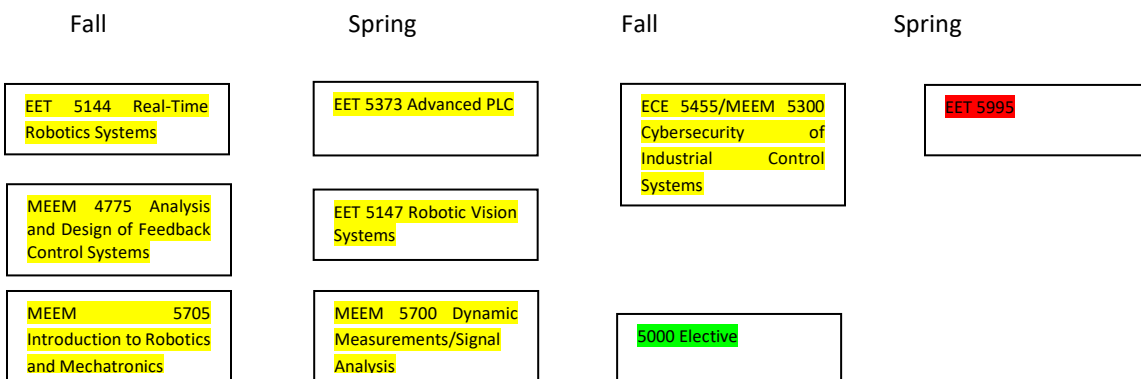 Fall Spring Fall Spring
EET 5144 Real-Time
Robotics Systems
EET 5373 Advanced PLC
ECE 5455/MEEM 5300
Cybersecurity of
Industrial Control
Systems
EET 5995
MEEM 4775 Analysis
and Design of Feedback
Control Systems
EET 5147 Robotic Vision
Systems
MEEM 5705
Introduction to Robotics
and Mechatronics
MEEM 5700 Dynamic
Measurements/Signal
Analysis
5000 Elective